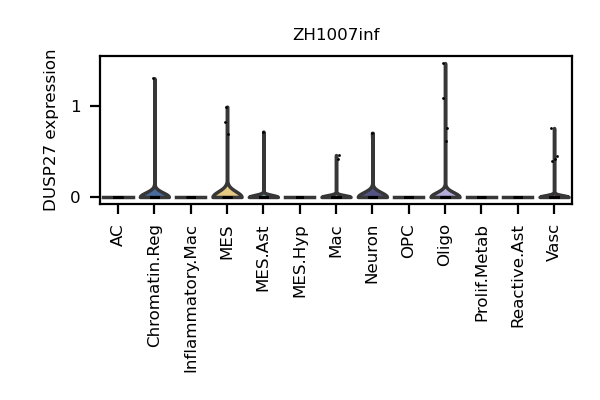 ZH1007inf
DUSP27 expression
1
0
AC
Chromatin.Reg
Inflammatory.Mac
MES
MES.Ast
MES.Hyp
Mac
Neuron
OPC
Oligo
Prolif.Metab
Reactive.Ast
Vasc